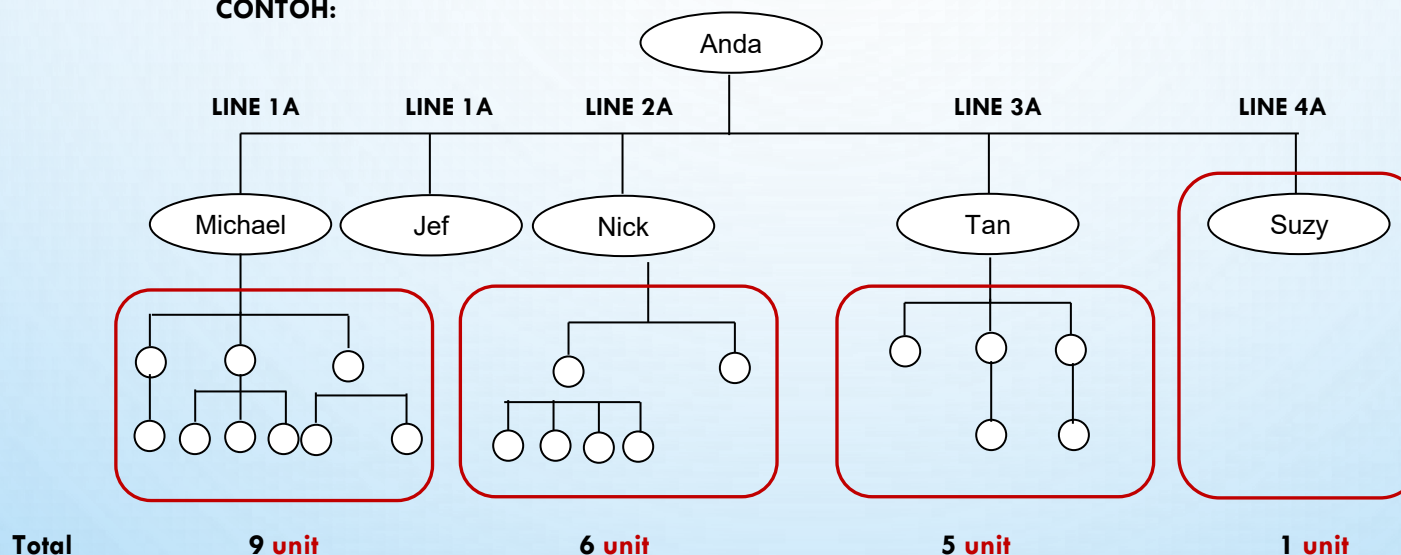 CONTOH:
Anda
LINE 1A LINE 1A LINE 2A LINE 3A LINE 4A
Michael Jef Nick Tan Suzy
Total 9 unit 6 unit 5 unit 1 unit